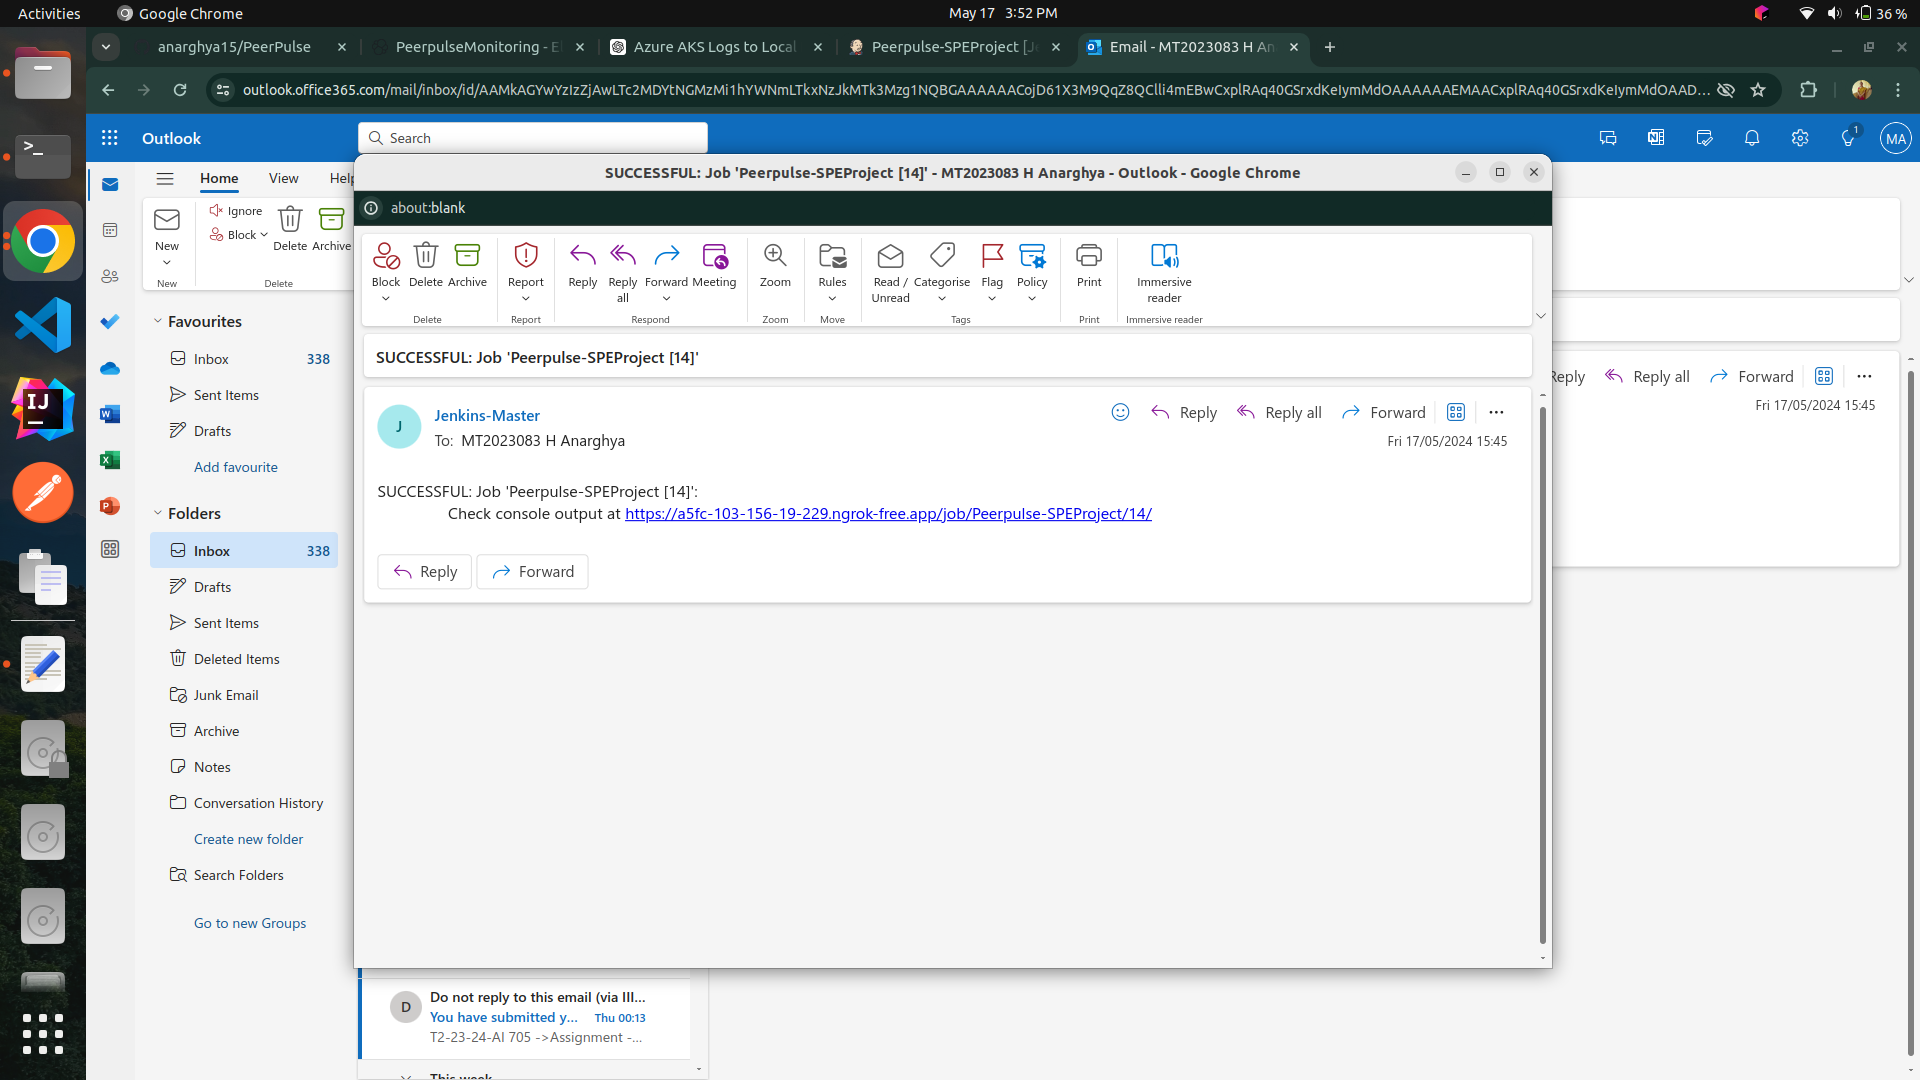 Activities
Google Chrome
May 17 3:52 PM
36 %
anarghya15/PeerPulse
PeerpulseMonitoring - El
Azure AKS Logs to Local
Peerpulse-SPEProject [Je
Email - MT2023083 H An
outlook.office365.com/mail/inbox/id/AAMkAGYwYzIzZjAwLTc2MDYtNGMzMi1hYWNmLTkxNzJkMTk3Mzg1NQBGAAAAAACojD61X3M9QqZ8QClli4mEBwCxplRAq40GSrxdKeIymMdOAAAAAAEMAACxplRAq40GSrxdKeIymMdOAAD...
Outlook
Search
1
MA
Home View Help
New
Ignore
Block
Delete
Archive
New
Delete
SUCCESSFUL: Job 'Peerpulse-SPEProject [14]' - MT2023083 H Anarghya - Outlook - Google Chrome
about:blank
Block Delete Archive Report Reply Reply all Forward Meeting Zoom Rules Read / Unread Categorise Flag Policy Print Immersive reader
Delete Report Respond Zoom Move Tags Print Immersive reader
SUCCESSFUL: Job 'Peerpulse-SPEProject [14]'
J
Jenkins-Master
To: MT2023083 H Anarghya
Reply Reply all Forward
Fri 17/05/2024 15:45
SUCCESSFUL: Job 'Peerpulse-SPEProject [14]':
Check console output at https://a5fc-103-156-19-229.ngrok-free.app/job/Peerpulse-SPEProject/14/
Reply Forward
Reply all Forward
Fri 17/05/2024 15:45
Favourites
Inbox 338
Sent Items
Drafts
Add favourite
Folders
Inbox 338
Drafts
Sent Items
Deleted Items
Junk Email
Archive
Notes
Conversation History
Create new folder
Search Folders
Go to new Groups
D
Do not reply to this email (via III...
You have submitted y... Thu 00:13
T2-23-24-AI 705 ->Assignment -...
This week